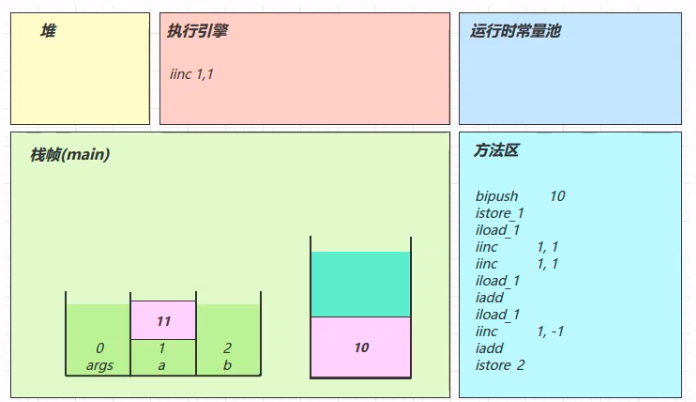 堆
执行引擎
iinc 1,1
运行时常量池
栈帧(main)
11
0 1 2
args a b
10
方法区
bipush 10
istore_1
iload_1
iinc 1, 1
iinc 1, 1
iload_1
iadd
iload_1
iinc 1, -1
iadd
istore 2